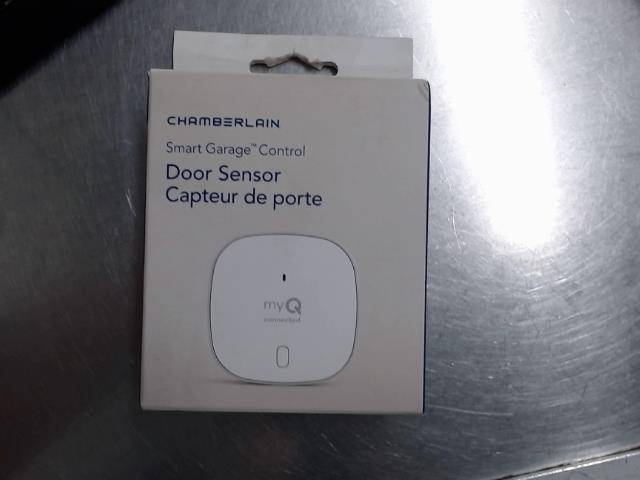 CHAMBERLAIN
Smart Garage™ Control
Door Sensor
Capteur de porte
myQ
connected